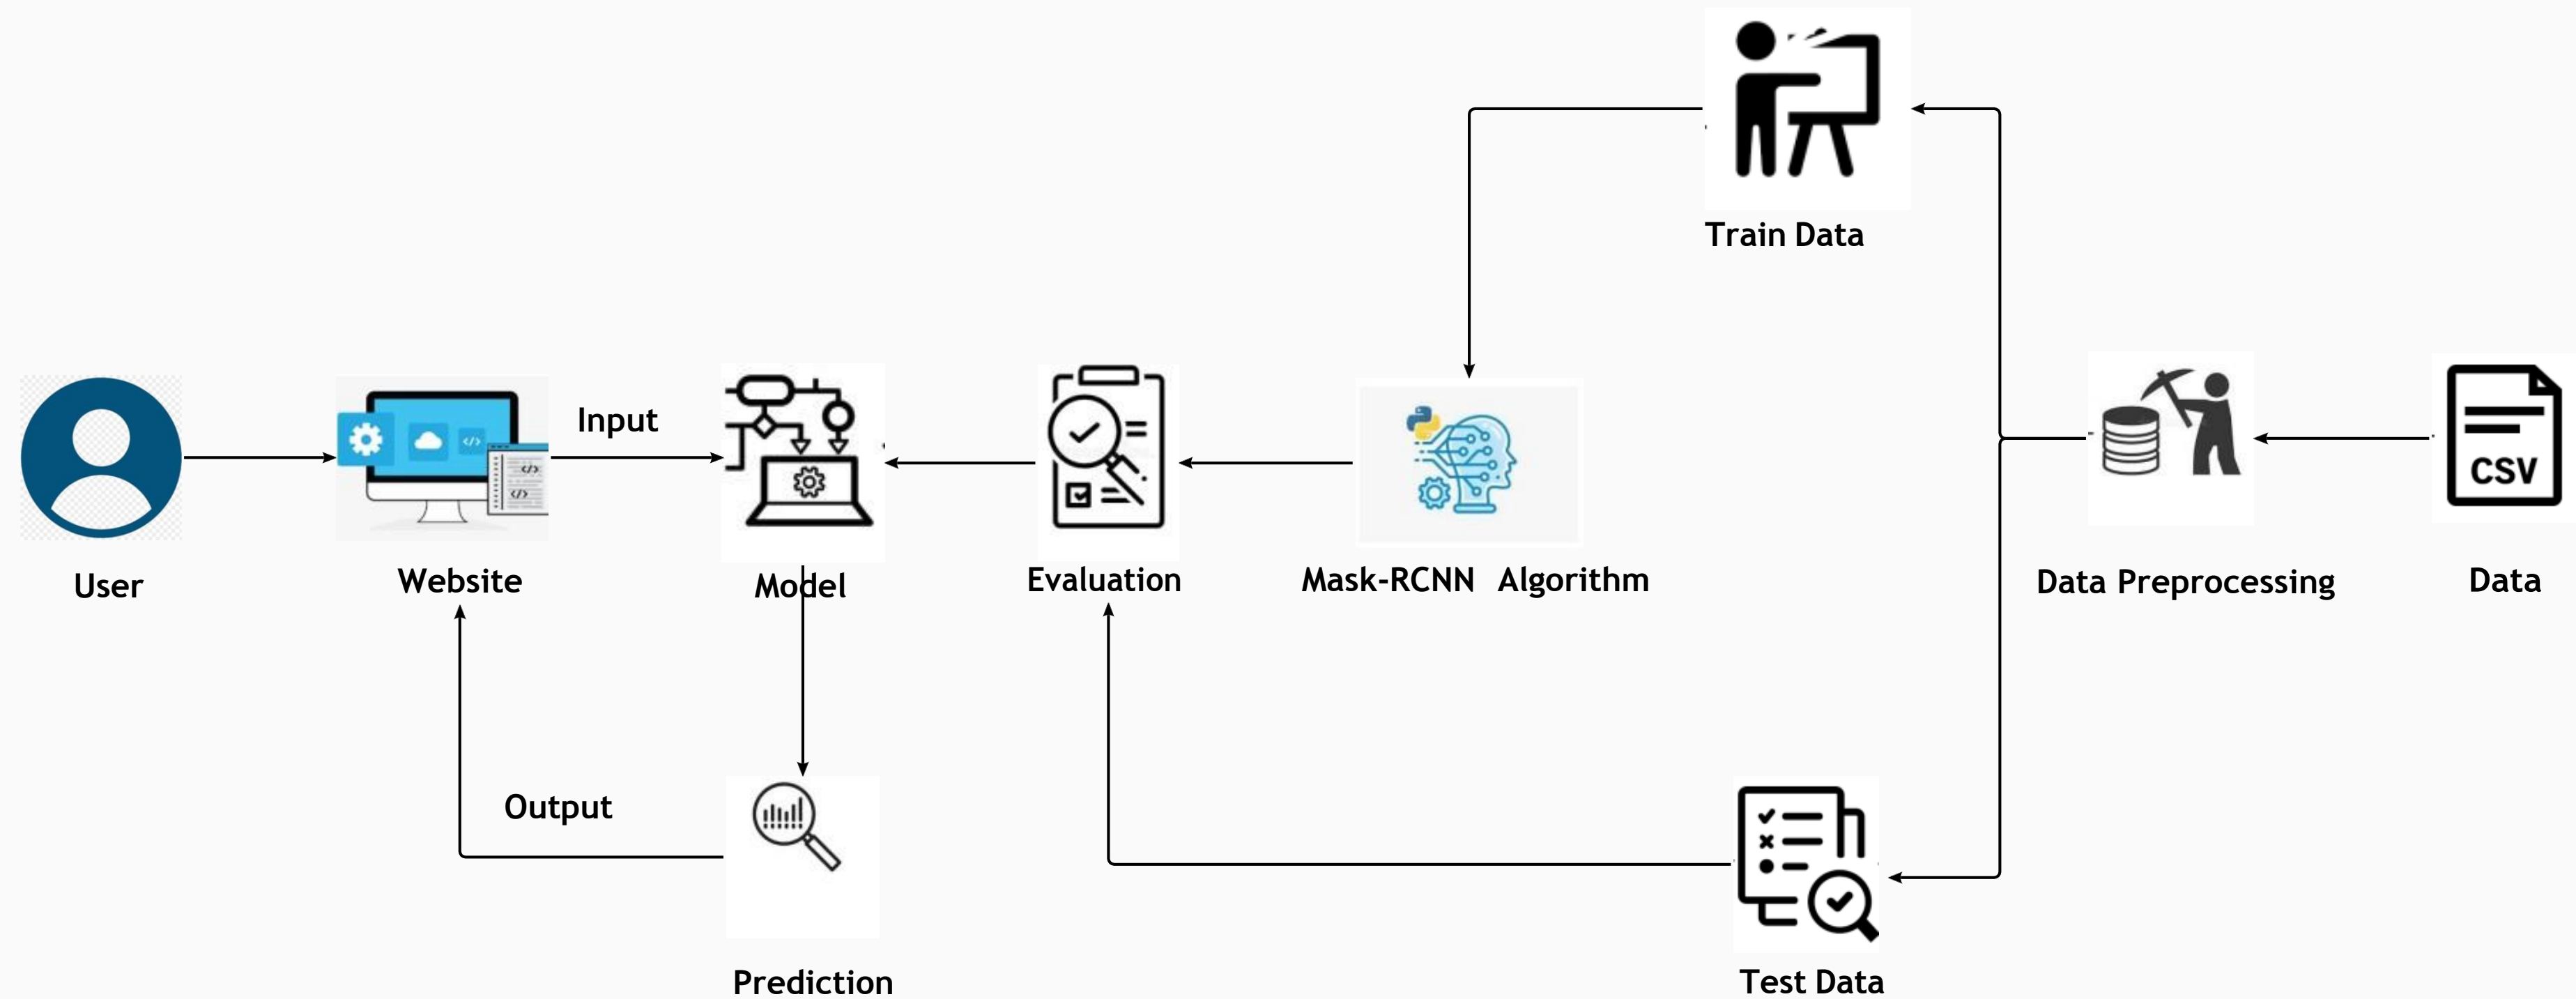 Train Data
Input
</>
</>
</>
CSV
User
Website
Model
Evaluation
Mask-RCNN Algorithm
Data Preprocessing
Data
Output
Prediction
Test Data